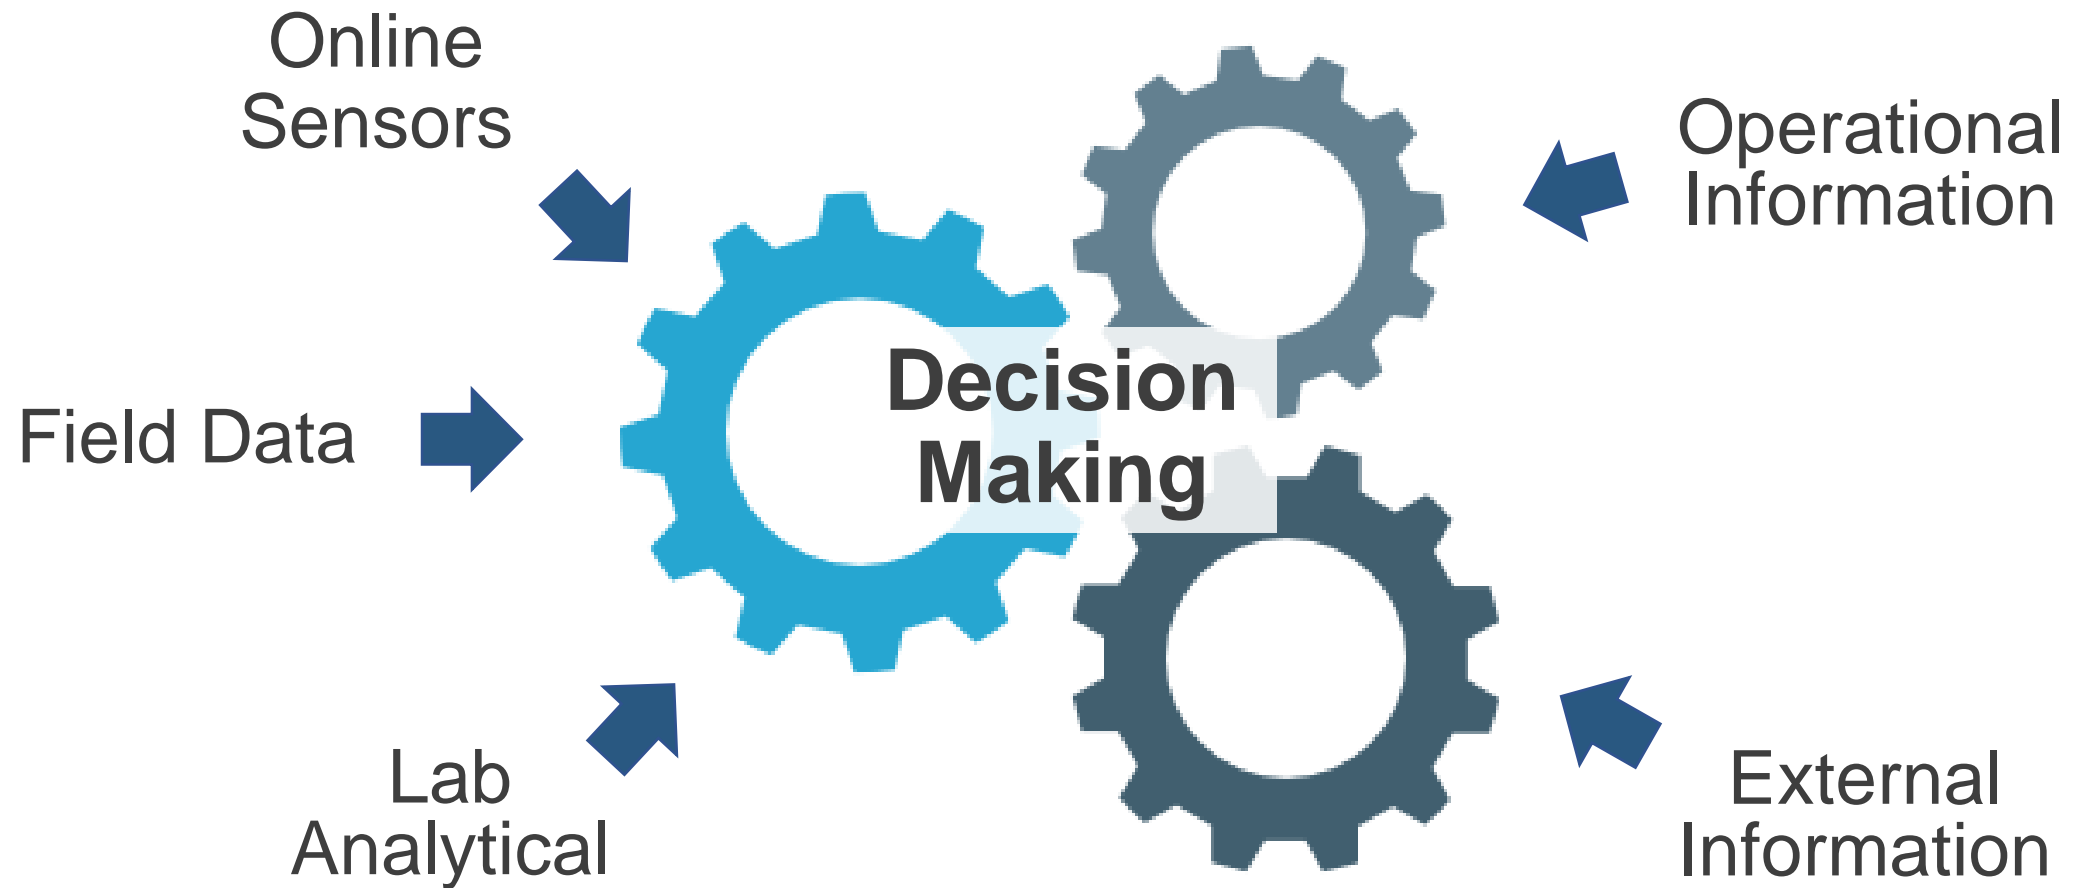 Online
Sensors
Operational
Information
Decision
Making
Field Data
Lab
Analytical
External
Information